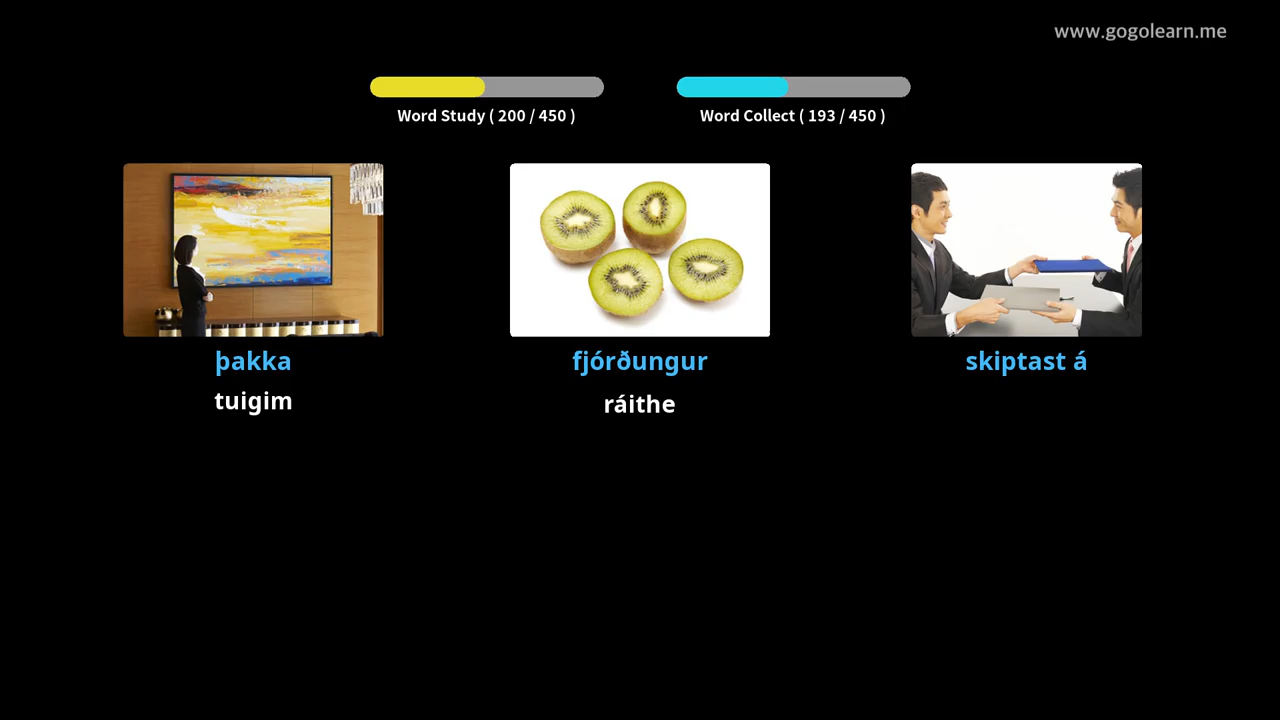 www.gogolearn.me
Word Study ( 200 / 450 )
Word Collect ( 193 / 450 )
þakka
fjórðungur
skiptast á
tuigim
ráithe